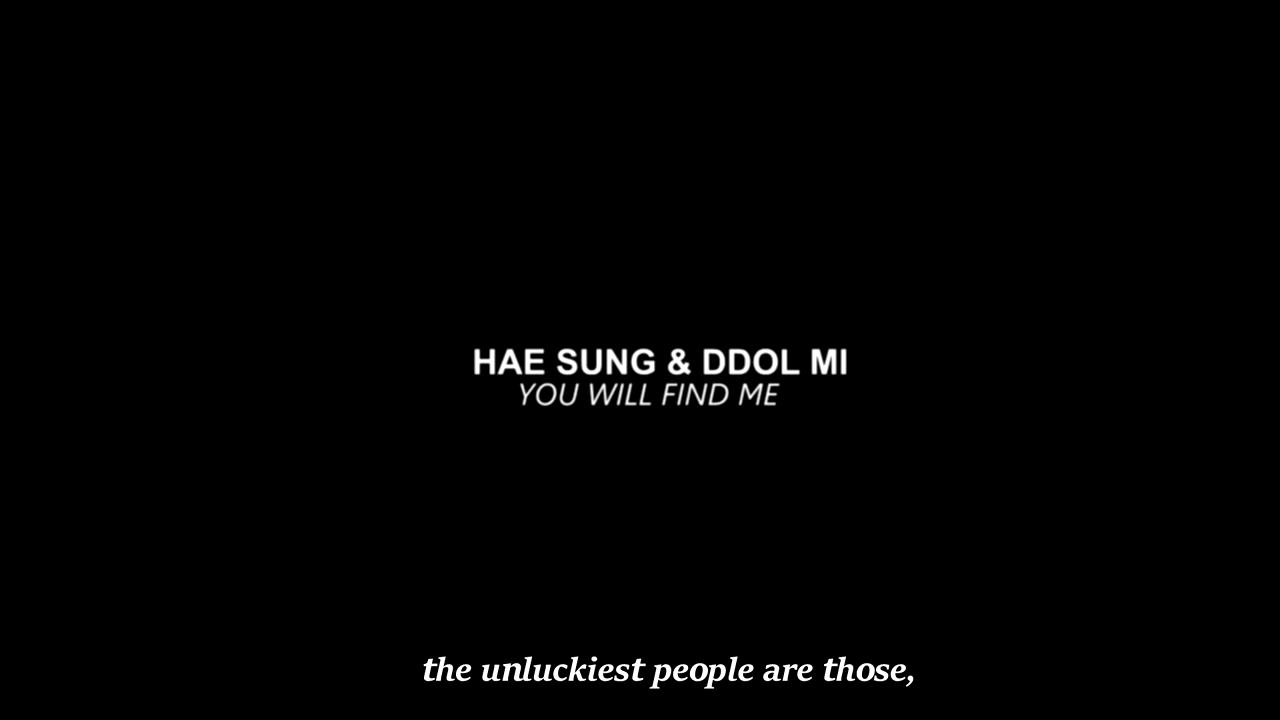 HAE SUNG & DDOL MI
YOU WILL FIND ME
the unluckiest people are those,